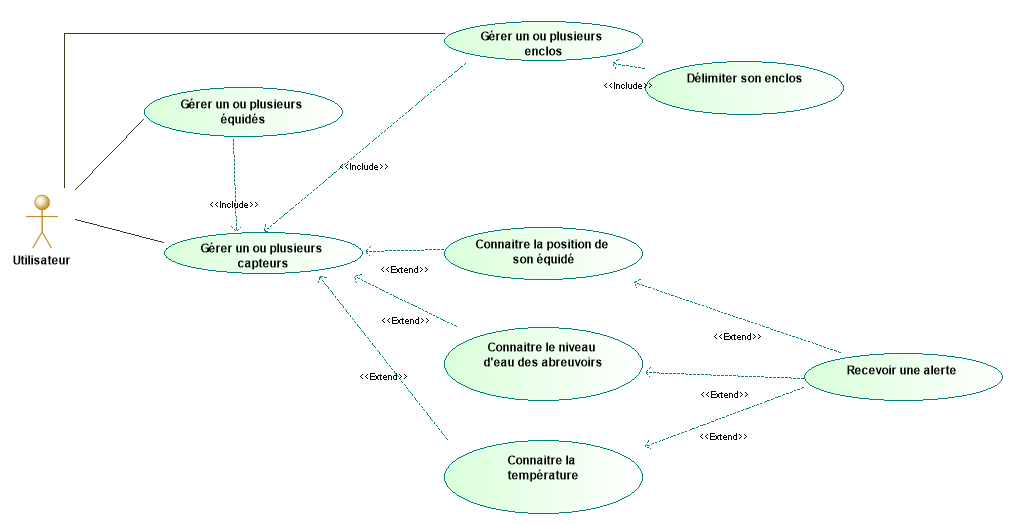 Gérer un ou plusieurs
enclos
Délimiter son enclos
<<Include>>
Gérer un ou plusieurs
équidés
<<Include>>
<<Include>>
Utilisateur
Gérer un ou plusieurs
capteurs
Connaitre la position de
son équidé
<<Extend>>
<<Extend>>
<<Extend>>
Connaitre le niveau
d'eau des abreuvoirs
<<Extend>>
Recevoir une alerte
<<Extend>>
<<Extend>>
Connaitre la
température